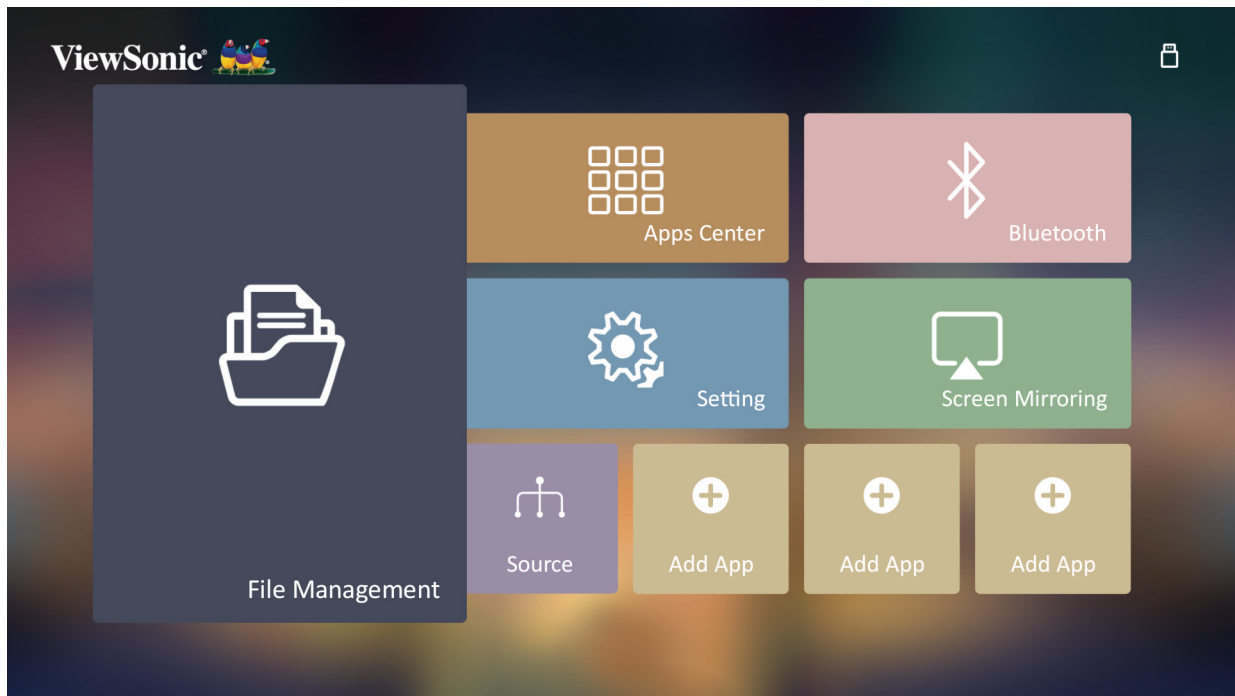 ViewSonic®
Apps Center
Bluetooth
Setting
Screen Mirroring
File Management
Source
Add App
Add App
Add App